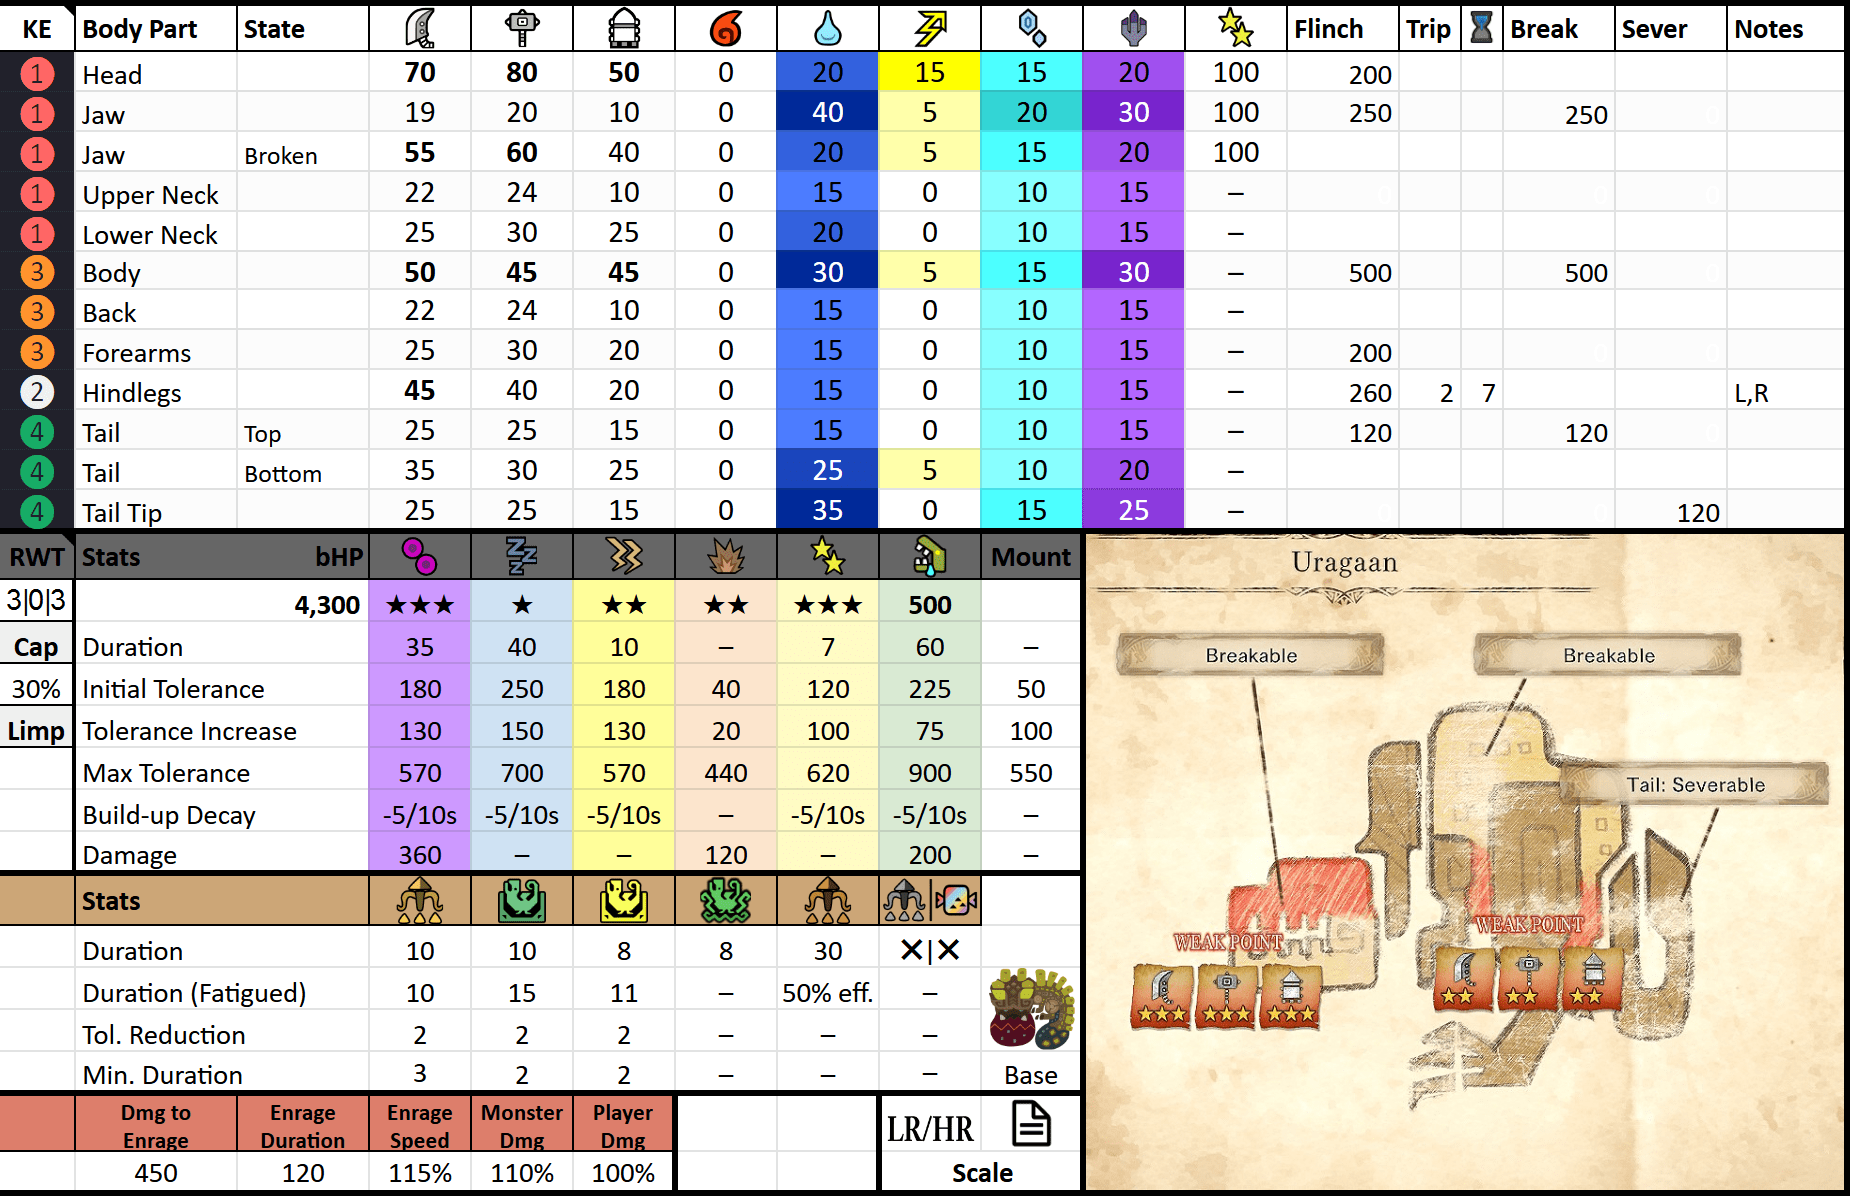 KE Body Part State Flinch Trip Break Sever Notes
1 Head 70 80 50 0 20 15 15 20 100 200
1 Jaw 19 20 10 0 40 5 20 30 100 250 250
1 Jaw Broken 55 60 40 0 20 5 15 20 100
1 Upper Neck 22 24 10 0 15 0 10 15 –
1 Lower Neck 25 30 25 0 20 0 10 15 –
3 Body 50 45 45 0 30 5 15 30 – 500 500
3 Back 22 24 10 0 15 0 10 15 –
3 Forearms 25 30 20 0 15 0 10 15 – 200
2 Hindlegs 45 40 20 0 15 0 10 15 – 260 2 7 L,R
4 Tail Top 25 25 15 0 15 0 10 15 – 120 120
4 Tail Bottom 35 30 25 0 25 5 10 20 –
4 Tail Tip 25 25 15 0 35 0 15 25 – 120
RWT Stats bHP Mount
3|0|3 4,300 ★★★ ★ ★★ ★★ ★★★ 500
Cap Duration 35 40 10 – 7 60 –
30% Initial Tolerance 180 250 180 40 120 225 50
Limp Tolerance Increase 130 150 130 20 100 75 100
Max Tolerance 570 700 570 440 620 900 550
Build-up Decay -5/10s -5/10s -5/10s – -5/10s -5/10s –
Damage 360 – – 120 – 200 –
Stats
Duration 10 10 8 8 30 ✕|✕
Duration (Fatigued) 10 15 11 – 50% eff. –
Tol. Reduction 2 2 2 – – –
Min. Duration 3 2 2 – – – Base
Dmg to Enrage Enrage Duration Enrage Speed Monster Dmg Player Dmg LR/HR
450 120 115% 110% 100% Scale
Uragaan
Breakable Breakable
Tail: Severable
WEAK POINT WEAK POINT